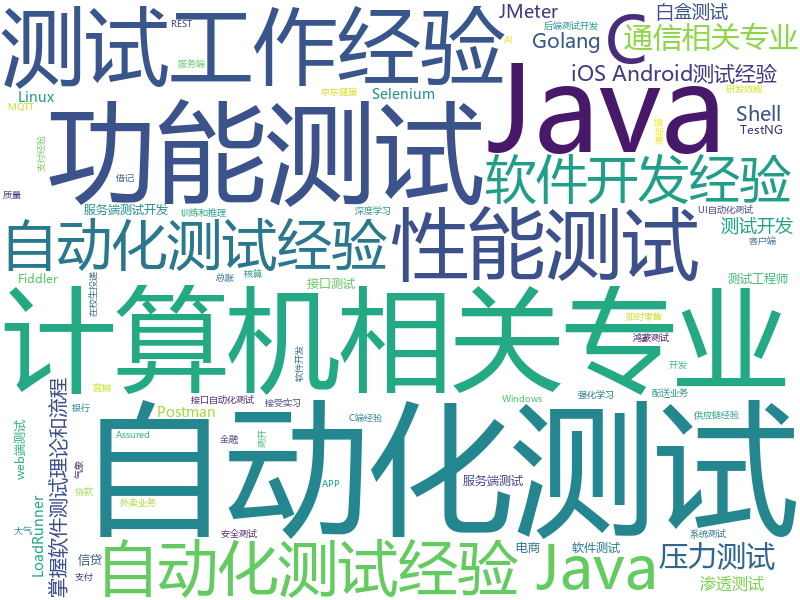 REST
JMeter
白盒测试
后端测试开发
C
通信相关专业
测试工作经验
AI
Golang
服务端
iOS Android测试经验
Java
Linux
Selenium
京东健康
研发效能
MQTT
功能测试
Shell
TestNG
支付经验
软件开发经验
借记
质量
服务端测试开发
训练和推理
深度学习
UI自动化测试
自动化测试经验
性能测试
测试开发
客户端
Fiddler
总账
核算
接口测试
测试工程师
在校生投递
计算机相关专业
即时零售
鸿蒙测试
软件开发
开发
掌握软件测试理论和流程
营销
接口自动化测试
接受实习
Windows
强化学习
配送业务
银行
Postman
C端经验
供应链经验
自动化测试
web端测试
Assured
金融
气象
APP
服务端测试
贷款
LoadRunner
外卖业务
大气
安全测试
系统测试
信贷
自动化测试经验 Java
电商
软件测试
压力测试
支付
渗透测试